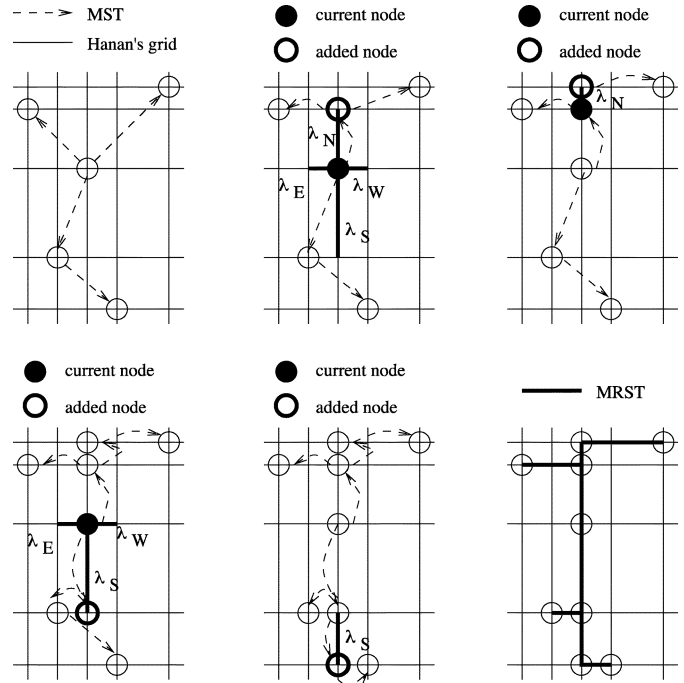 MST
Hanan's grid
current node
added node
current node
added node
λ N
λ E
λ W
λ S
λ N
current node
added node
current node
added node
MRST
λ E
λ W
λ S
λ S